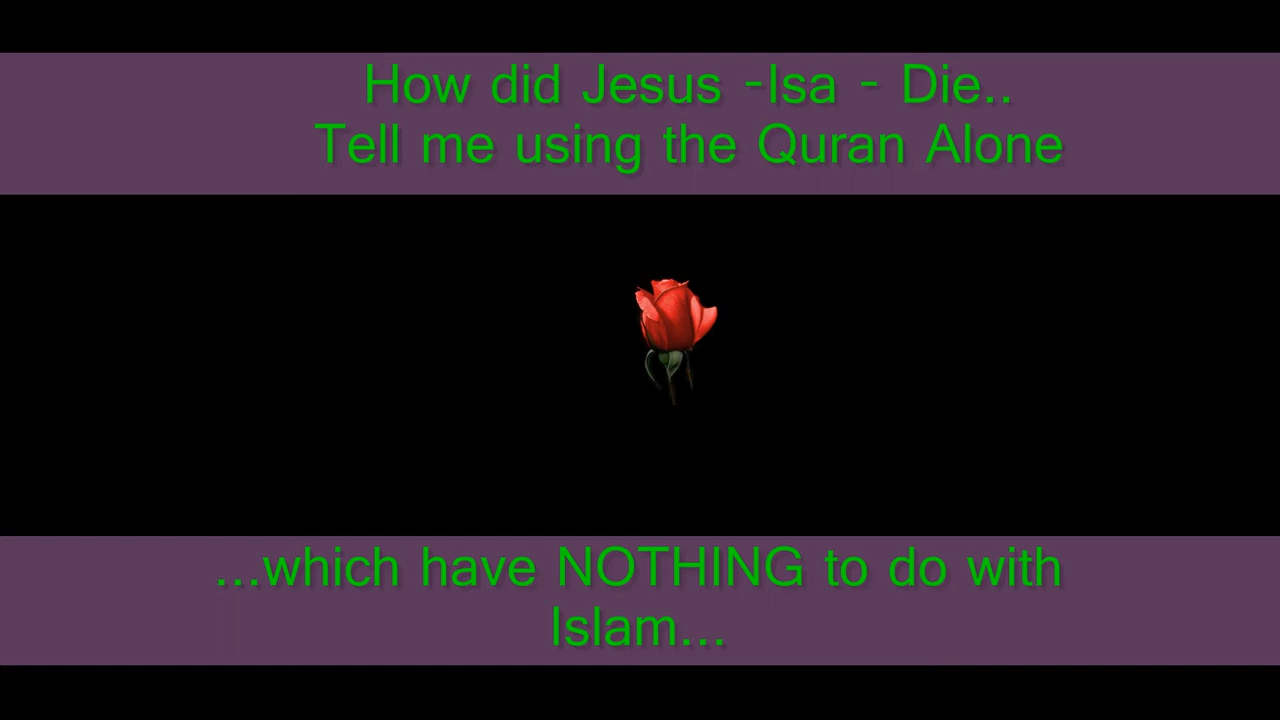 How did Jesus -Isa - Die..
Tell me using the Quran Alone
...which have NOTHING to do with
Islam...